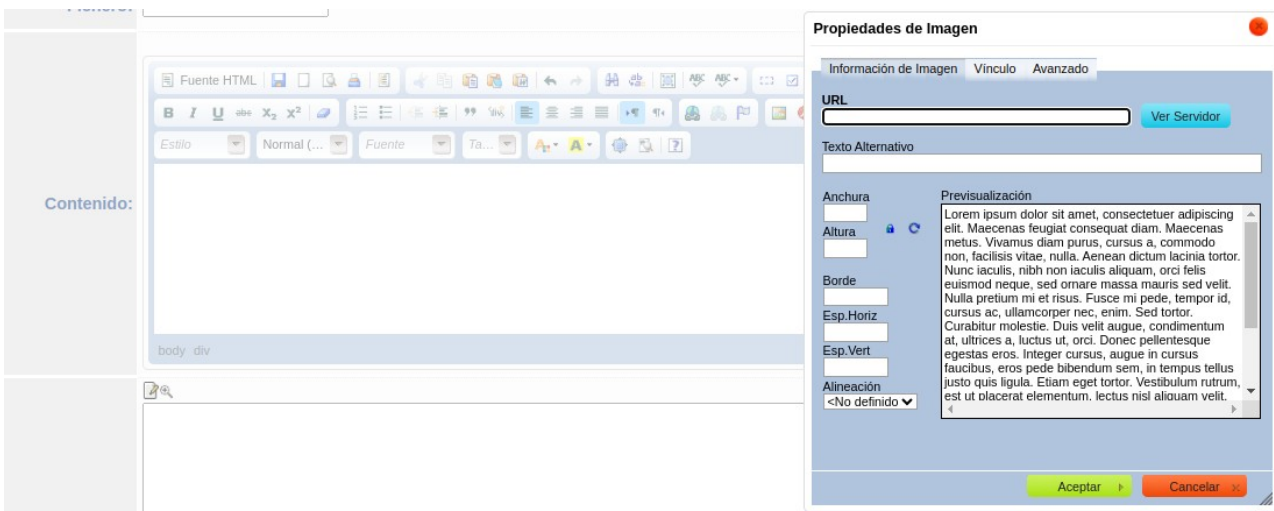 Propiedades de Imagen
Información de Imagen Vínculo Avanzado
URL
Ver Servidor
Texto Alternativo
Anchura
Altura
Borde
Esp.Horiz
Esp.Vert
Alineación
<No definido
Previsualización
Lorem ipsum dolor sit amet, consectetuer adipiscing
elit. Maecenas feugiat consequat diam. Maecenas
metus. Vivamus diam purus, cursus a, commodo
non, facilisis vitae, nulla. Aenean dictum lacinia tortor.
Nunc iaculis, nibh non iaculis aliquam, orci felis
euismod neque, sed ornare massa mauris sed velit.
Nulla pretium mi et risus. Fusce mi pede, tempor id,
cursus ac, ullamcorper nec, enim. Sed tortor.
Curabitur molestie. Duis velit augue, condimentum
at, ultrices a, luctus ut, orci. Donec pellentesque
egestas eros. Integer cursus, augue in cursus
faucibus, eros pede bibendum sem, in tempus tellus
justo quis ligula. Etiam eget tortor. Vestibulum rutrum,
est ut placerat elementum, lectus nisl aliquam velit,
Aceptar Cancelar
Contenido:
Fuente HTML
B I U abc X₂ X²
Estilo Normal (... Fuente Ta...
body div